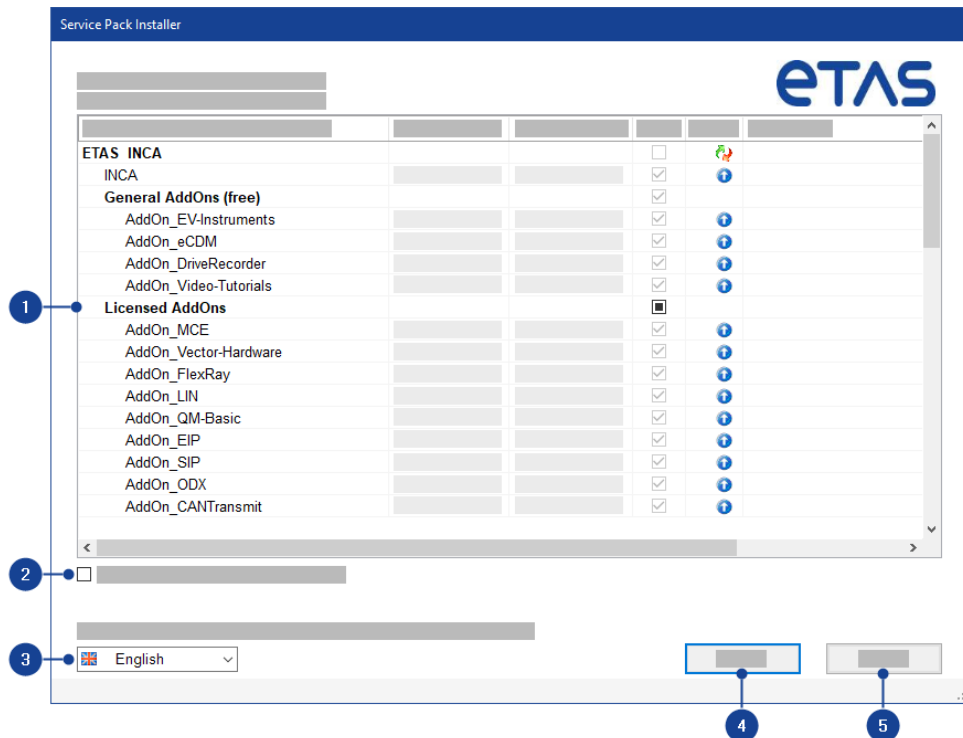 Service Pack Installer
eTAS
ETAS INCA
INCA
General AddOns (free)
AddOn_EV-Instruments
AddOn_eCDM
AddOn_DriveRecorder
AddOn_Video-Tutorials
1
Licensed AddOns
AddOn_MCE
AddOn_Vector-Hardware
AddOn_FlexRay
AddOn_LIN
AddOn_QM-Basic
AddOn_EIP
AddOn_SIP
AddOn_ODX
AddOn_CANTransmit
2
3
English
4
5